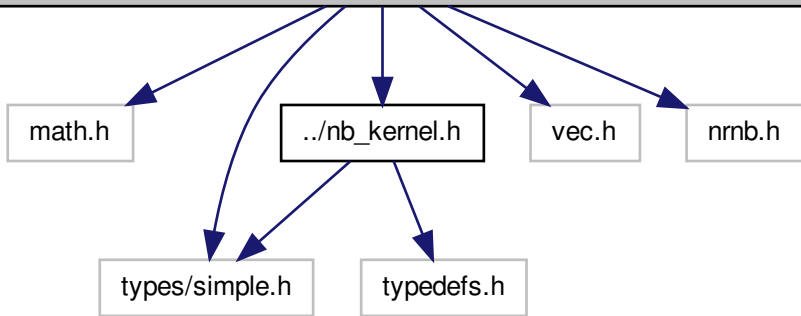 math.h
../nb_kernel.h
vec.h
nrnb.h
types/simple.h
typedefs.h